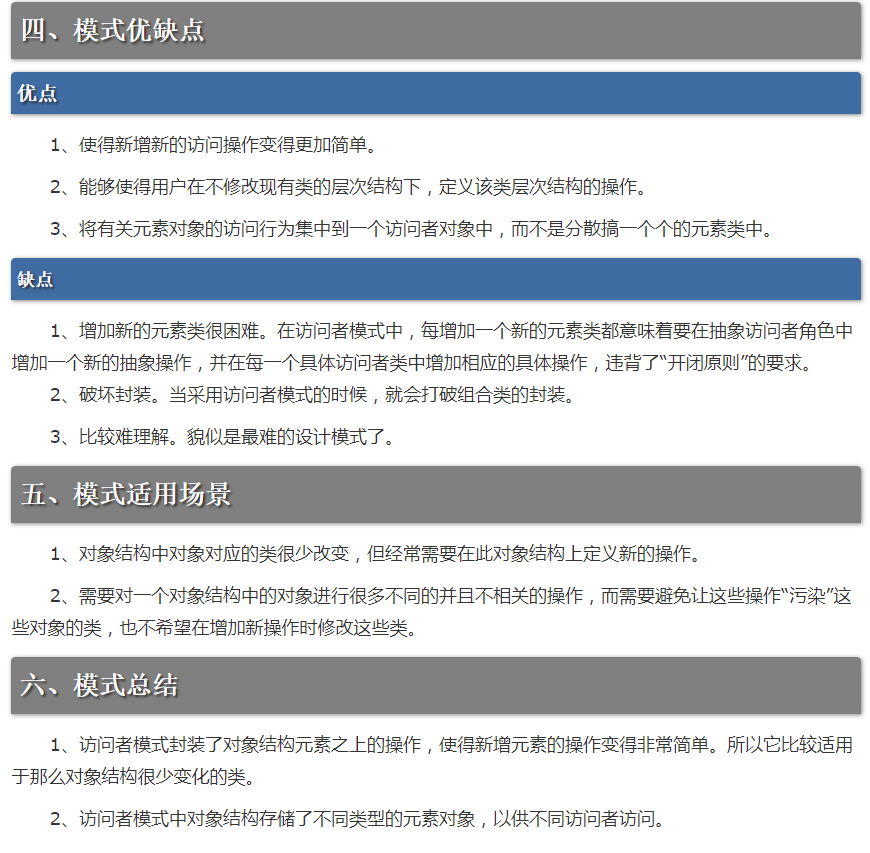 四、模式优缺点
优点
1、使得新增新的访问操作变得更加简单。
2、能够使得用户在不修改现有类的层次结构下，定义该类层次结构的操作。
3、将有关元素对象的访问行为集中到一个访问者对象中，而不是分散搞一个个的元素类中。
缺点
1、增加新的元素类很困难。在访问者模式中，每增加一个新的元素类都意味着要在抽象访问者角色中
增加一个新的抽象操作，并在每一个具体访问者类中增加相应的具体操作，违背了“开闭原则”的要求。
2、破坏封装。当采用访问者模式的时候，就会打破组合类的封装。
3、比较难理解。貌似是最难的设计模式了。
五、模式适用场景
1、对象结构中对象对应的类很少改变，但经常需要在此对象结构上定义新的操作。
2、需要对一个对象结构中的对象进行很多不同的并且不相关的操作，而需要避免让这些操作“污染”这
些对象的类，也不希望在增加新操作时修改这些类。
六、模式总结
1、访问者模式封装了对象结构元素之上的操作，使得新增元素的操作变得非常简单。所以它比较适用
于那么对象结构很少变化的类。
2、访问者模式中对象结构存储了不同类型的元素对象，以供不同访问者访问。